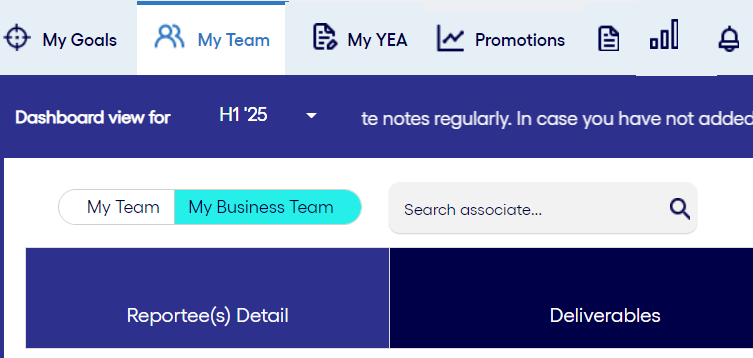 My Goals My Team My YEA Promotions
Dashboard view for H1 '25 te notes regularly. In case you have not added
My Team My Business Team Search associate...
Reportee(s) Detail Deliverables